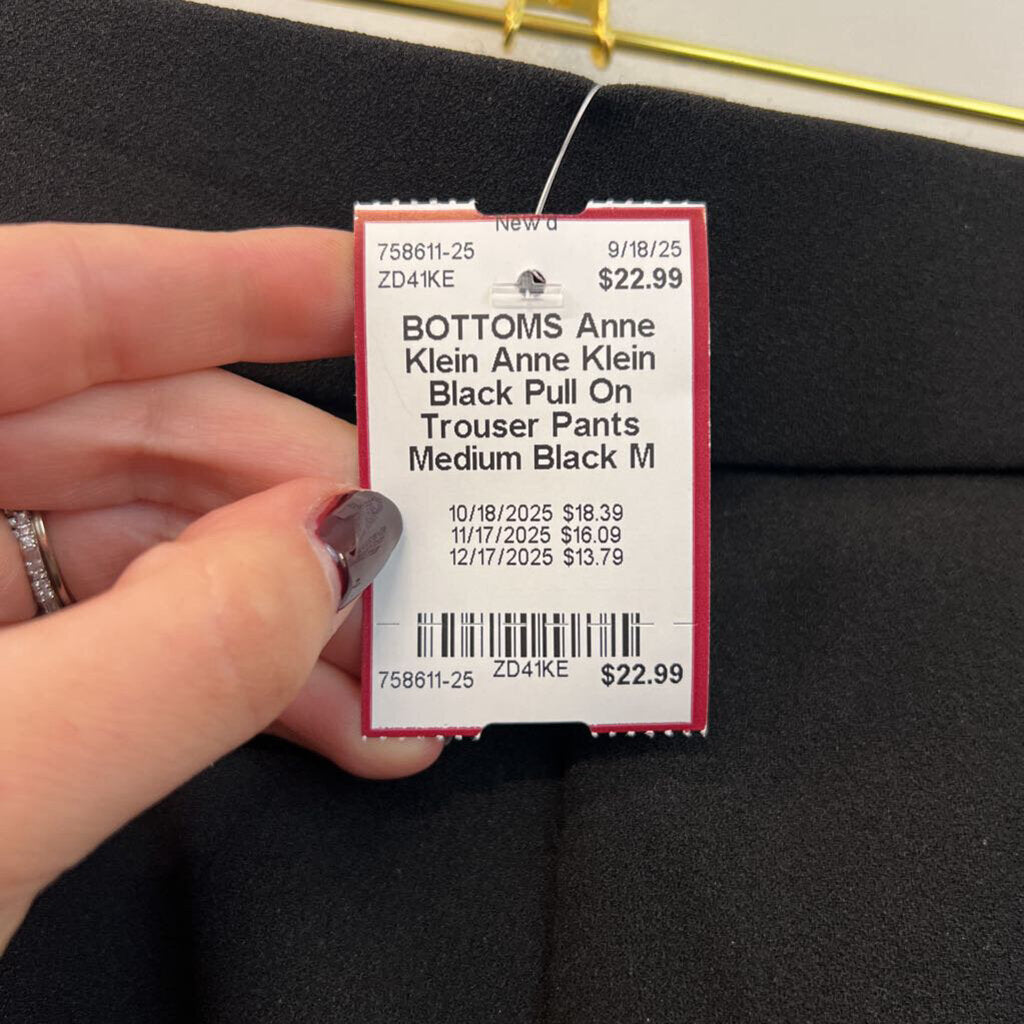 New'd
758611-25 9/18/25
ZD41KE $22.99
BOTTOMS Anne
Klein Anne Klein
Black Pull On
Trouser Pants
Medium Black M
10/18/2025 $18.39
11/17/2025 $16.09
12/17/2025 $13.79
758611-25 ZD41KE $22.99